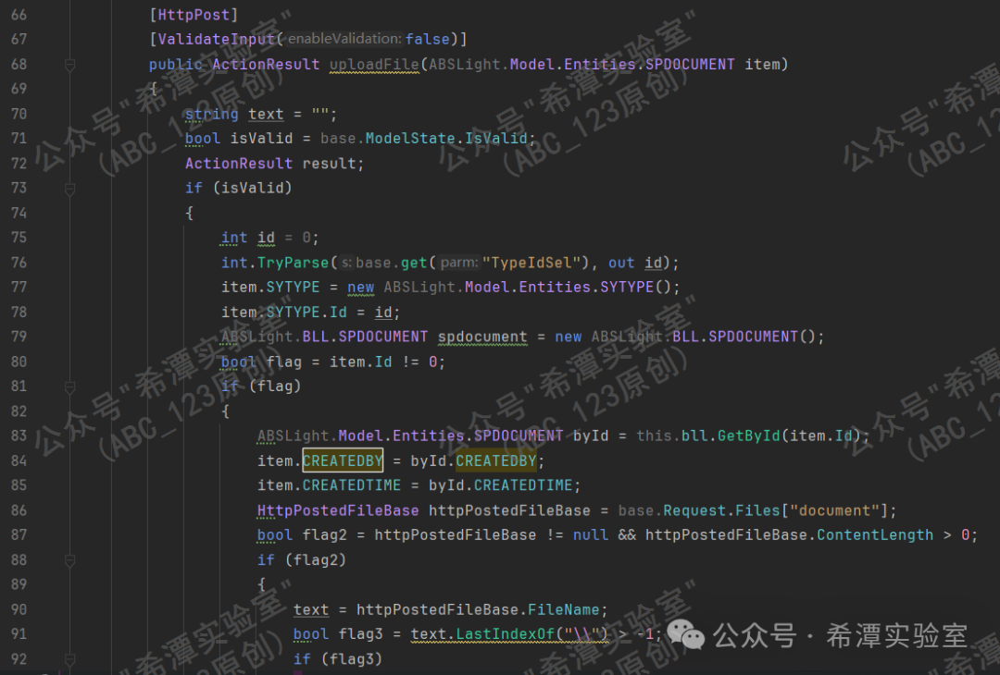 66 [HttpPost]
67 [ValidateInput( enableValidation: false)]
68 public ActionResult uploadFile(ABSLight.Model.Entities.SPDOCUMENT item)
69 {
70 string text = "";
71 bool isValid = base.ModelState.IsValid;
72 ActionResult result;
73 if (isValid)
74 {
75 int id = 0;
76 int.TryParse( s: base.get( parm: "TypeIdSel"), out id);
77 item.SYTYPE = new ABSLight.Model.Entities.SYTYPE();
78 item.SYTYPE.Id = id;
79 ABSLight.BLL.SPDOCUMENT spdocument = new ABSLight.BLL.SPDOCUMENT();
80 bool flag = item.Id != 0;
81 if (flag)
82 {
83 ABSLight.Model.Entities.SPDOCUMENT byId = this.bll.GetById(item.Id);
84 item.CREATEDBY = byId.CREATEDBY;
85 item.CREATEDTIME = byId.CREATEDTIME;
86 HttpPostedFileBase httpPostedFileBase = base.Request.Files["document"];
87 bool flag2 = httpPostedFileBase != null && httpPostedFileBase.ContentLength > 0;
88 if (flag2)
89 {
90 text = httpPostedFileBase.FileName;
91 bool flag3 = text.LastIndexOf("\\") > -1;
92 if (flag3)
公众号"希潭实验室"
(ABC_123原创)
公众号 · 希潭实验室